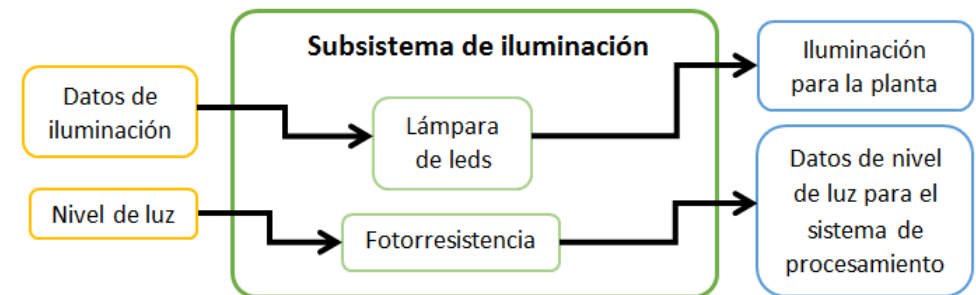 Subsistema de iluminación
Datos de
iluminación
Lámpara
de leds
Iluminación
para la planta
Nivel de luz
Fotorresistencia
Datos de nivel
de luz para el
sistema de
procesamiento